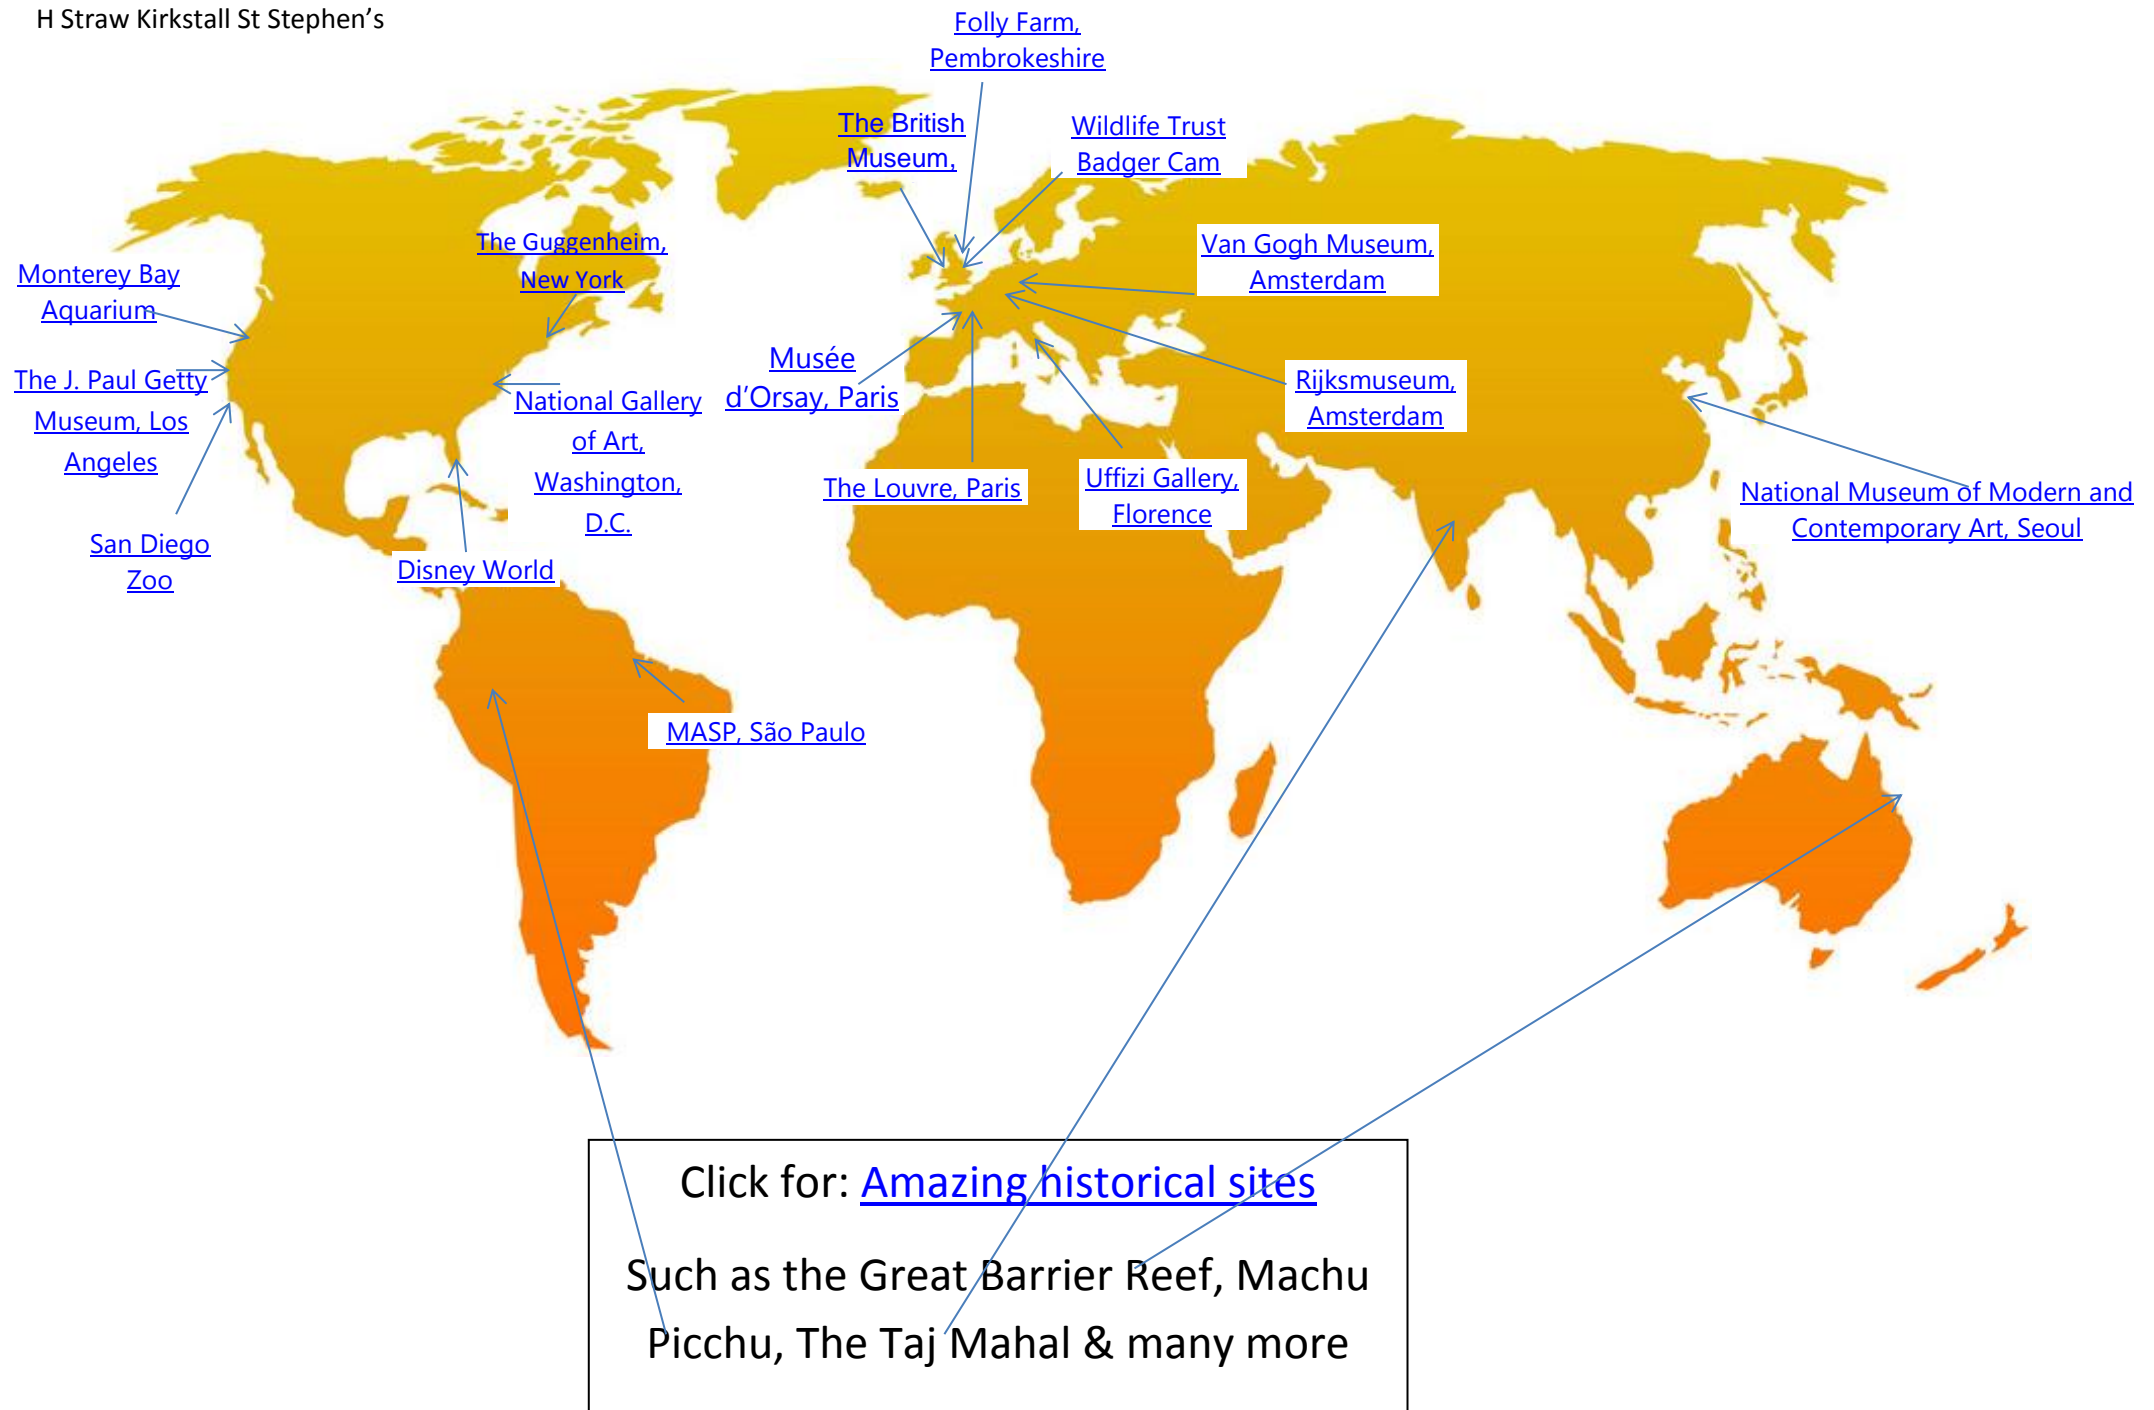 H Straw Kirkstall St Stephen’s
Folly Farm,
Pembrokeshire
The British
Museum,
Wildlife Trust
Badger Cam
The Guggenheim,
New York
Van Gogh Museum,
Amsterdam
Monterey Bay
Aquarium
The J. Paul Getty
Museum, Los
Angeles
National Gallery
of Art,
Washington,
D.C.
Musée
d’Orsay, Paris
Rijksmuseum,
Amsterdam
The Louvre, Paris
Uffizi Gallery,
Florence
National Museum of Modern and
Contemporary Art, Seoul
San Diego
Zoo
Disney World
MASP, São Paulo
Click for: Amazing historical sites
Such as the Great Barrier Reef, Machu
Picchu, The Taj Mahal & many more